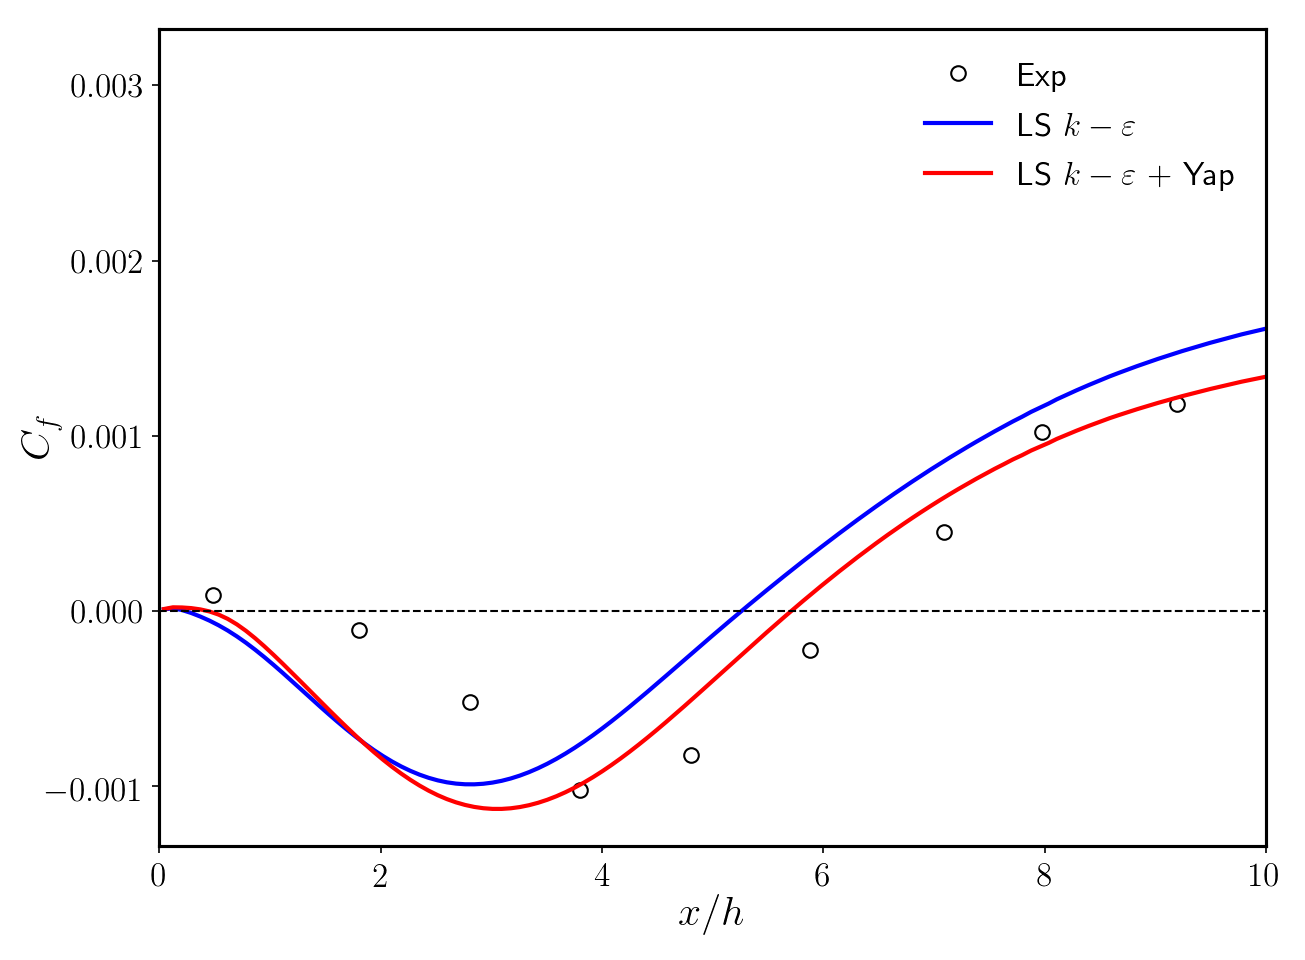 0.003
0.002
0.001
0.000
−0.001
C_f
0 2 4 6 8 10
x/h
Exp
LS k − ε
LS k − ε + Yap